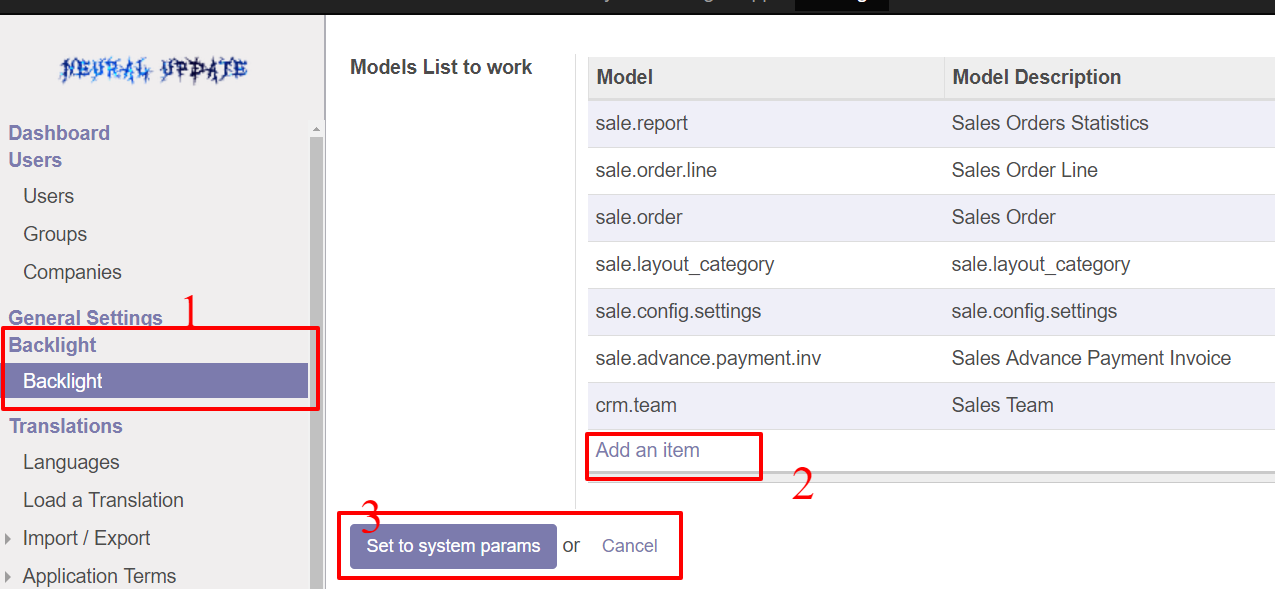 NEURAL UPDATE
Dashboard
Users
Users
Groups
Companies
General Settings
1
Backlight
Backlight
Translations
Languages
Load a Translation
Import / Export
Application Terms
Models List to work
Model Model Description
sale.report Sales Orders Statistics
sale.order.line Sales Order Line
sale.order Sales Order
sale.layout_category sale.layout_category
sale.config.settings sale.config.settings
sale.advance.payment.inv Sales Advance Payment Invoice
crm.team Sales Team
Add an item
2
3
Set to system params or Cancel